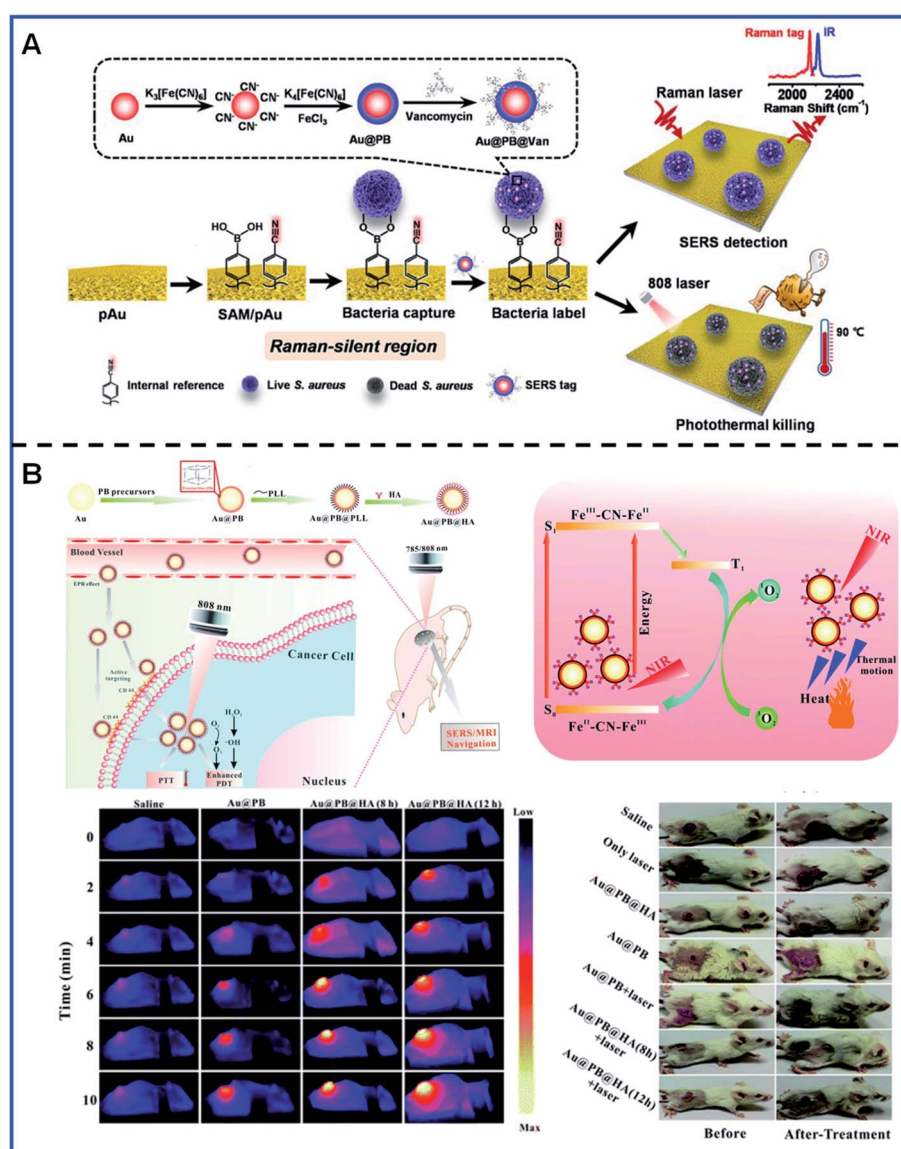 A
K₃[Fe(CN)₆]
K₄[Fe(CN)₆]
FeCl₃
Vancomycin
CN⁻
CN⁻
CN⁻
CN⁻
CN⁻
CN⁻
Au
Au@PB
Au@PB@Van
Raman tag
IR
2000 2500
Raman Shift (cm⁻¹)
Raman laser
SERS detection
HO
OH
B
N
C
O
O
B
N
C
O
O
B
N
C
pAu
SAM/pAu
Bacteria capture
Bacteria label
808 laser
90 ℃
Photothermal killing
Raman-silent region
N
C
Internal reference
Live S. aureus
Dead S. aureus
SERS tag
B
PB precursors
PLL
HA
Au
Au@PB
Au@PB@PLL
Au@PB@HA
Blood Vessel
EPR effect
785/808 nm
808 nm
Cancer Cell
Active targeting
CD 44
CD 44
O₂
H₂O₂
·OH
PTT
Enhanced PDT
Nucleus
SERS/MRI Navigation
S₁
Feᴵᴵᴵ-CN-Feᴵᴵ
T₁
Energy
NIR
¹O₂
³O₂
S₀
Feᴵᴵ-CN-Feᴵᴵᴵ
NIR
Thermal motion
Heat
Saline Au@PB Au@PB@HA (8 h) Au@PB@HA (12 h)
Low
Max
Time (min)
0
2
4
6
8
10
Saline
Only laser
Au@PB@HA
Au@PB
Au@PB+laser
Au@PB@HA(8h)
+laser
Au@PB@HA(12h)
+laser
Before After-Treatment